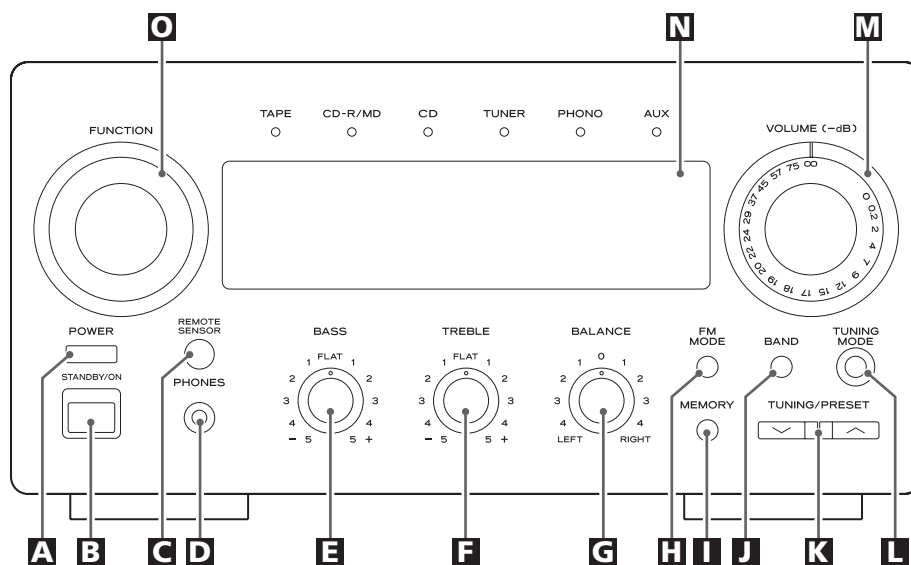 O N M
TAPE CD-R/MD CD TUNER PHONO AUX
FUNCTION
VOLUME (–dB)
∞ 0 0.2 2 4 7 9 12 15 17 18 19 20 22 24 29 37 45 57 75
POWER
REMOTE
SENSOR
BASS
TREBLE
BALANCE
FM
MODE
BAND
TUNING
MODE
STANDBY/ON
PHONES
FLAT
1 1
2 2
3 3
4 4
– 5 5 +
FLAT
1 1
2 2
3 3
4 4
– 5 5 +
0
1 1
2 2
3 3
4 4
LEFT RIGHT
MEMORY
TUNING/PRESET
A B C D E F G H I J K L